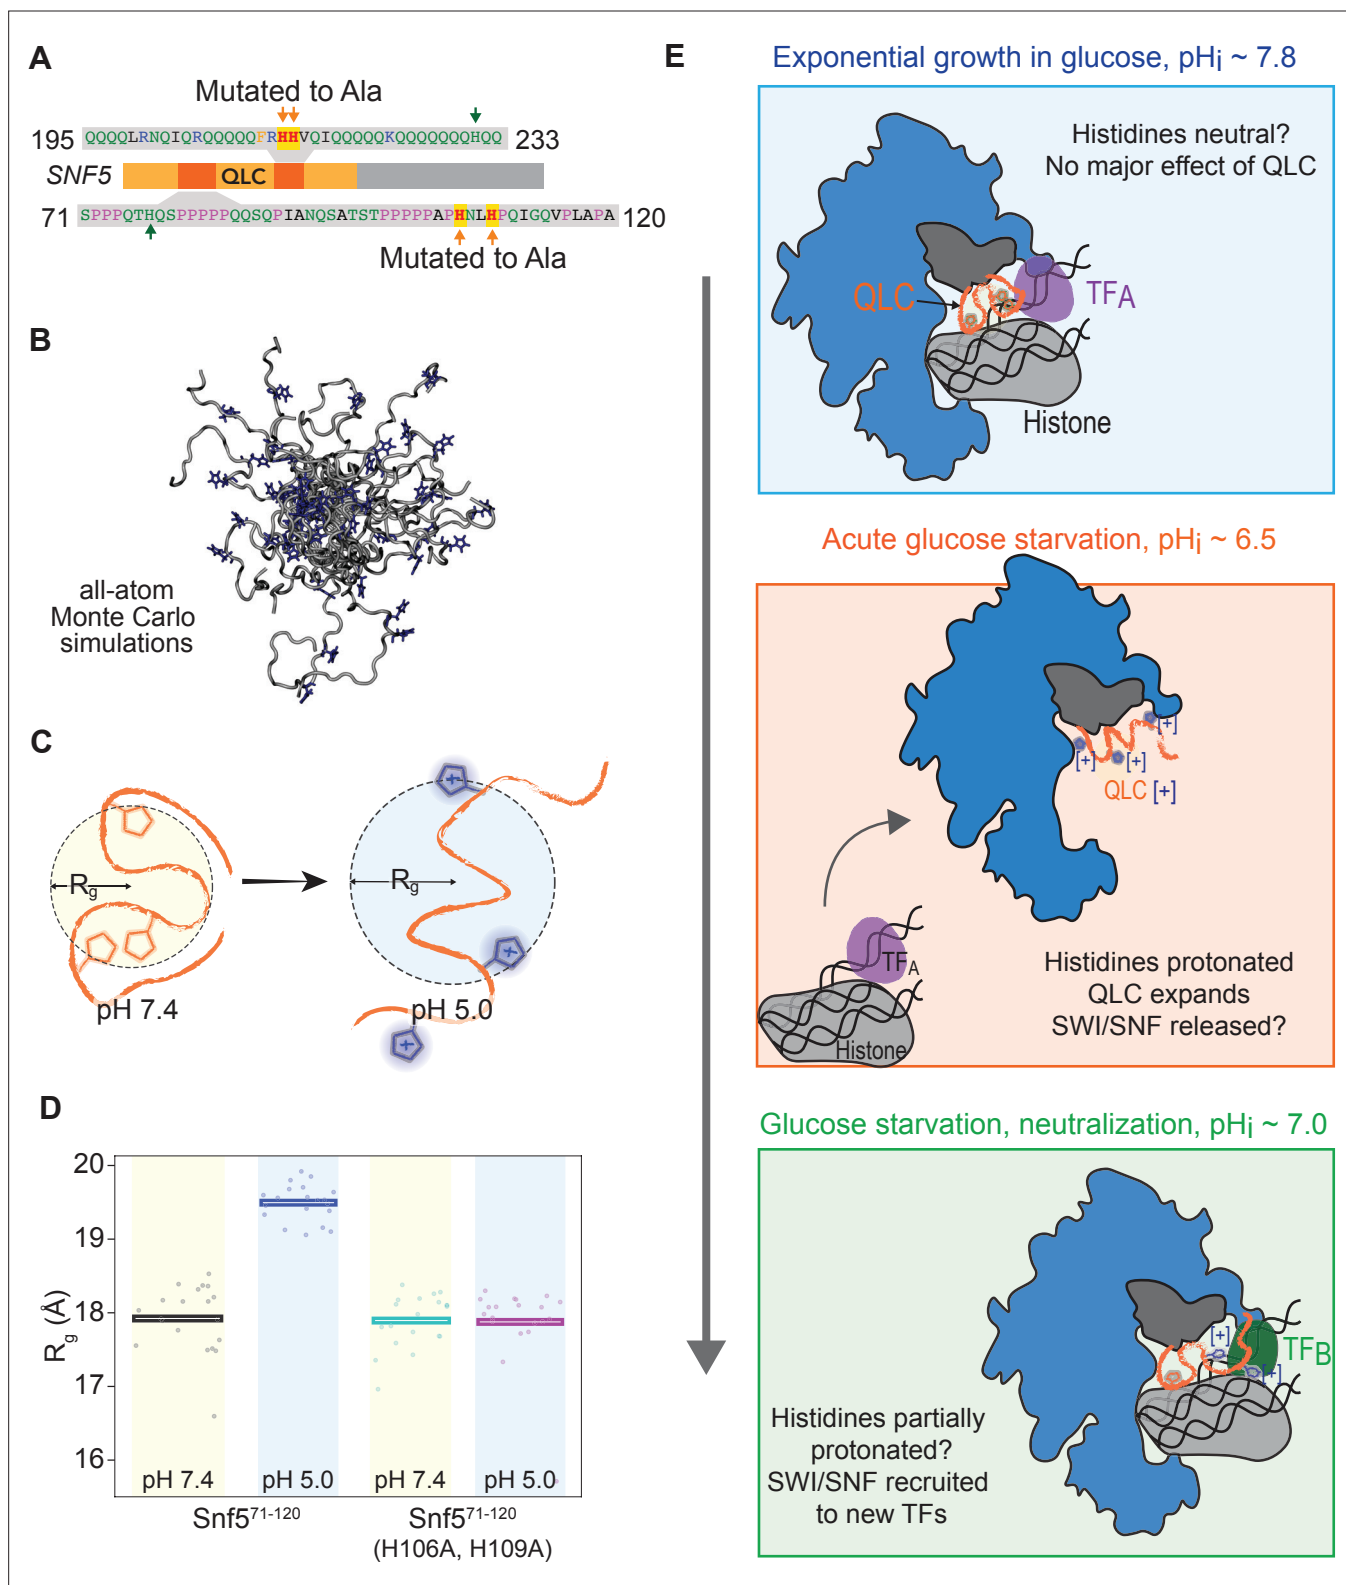 A
Mutated to Ala
195 QQQQLRNQIQRQQQQQFRHHVQIQQQQQKQQQQQQQHQQ 233
SNF5 QLC
71 SPPPQTHQSPPPPPQQSQPIANQSATSTPPPPPAPHNLHPQIGQVPLAPA 120
Mutated to Ala
B
all-atom
Monte Carlo
simulations
C
Rg
Rg
pH 7.4
pH 5.0
D
Rg (Å)
20
19
18
17
16
pH 7.4 pH 5.0 pH 7.4 pH 5.0
Snf5⁷¹⁻¹²⁰ Snf5⁷¹⁻¹²⁰
(H106A, H109A)
E
Exponential growth in glucose, pHi ~ 7.8
Histidines neutral?
No major effect of QLC
QLC
TFA
Histone
Acute glucose starvation, pHi ~ 6.5
[+]
[+] [+]
QLC [+]
TFA
Histone
Histidines protonated
QLC expands
SWI/SNF released?
Glucose starvation, neutralization, pHi ~ 7.0
[+]
TFB
[+]
Histidines partially
protonated?
SWI/SNF recruited
to new TFs